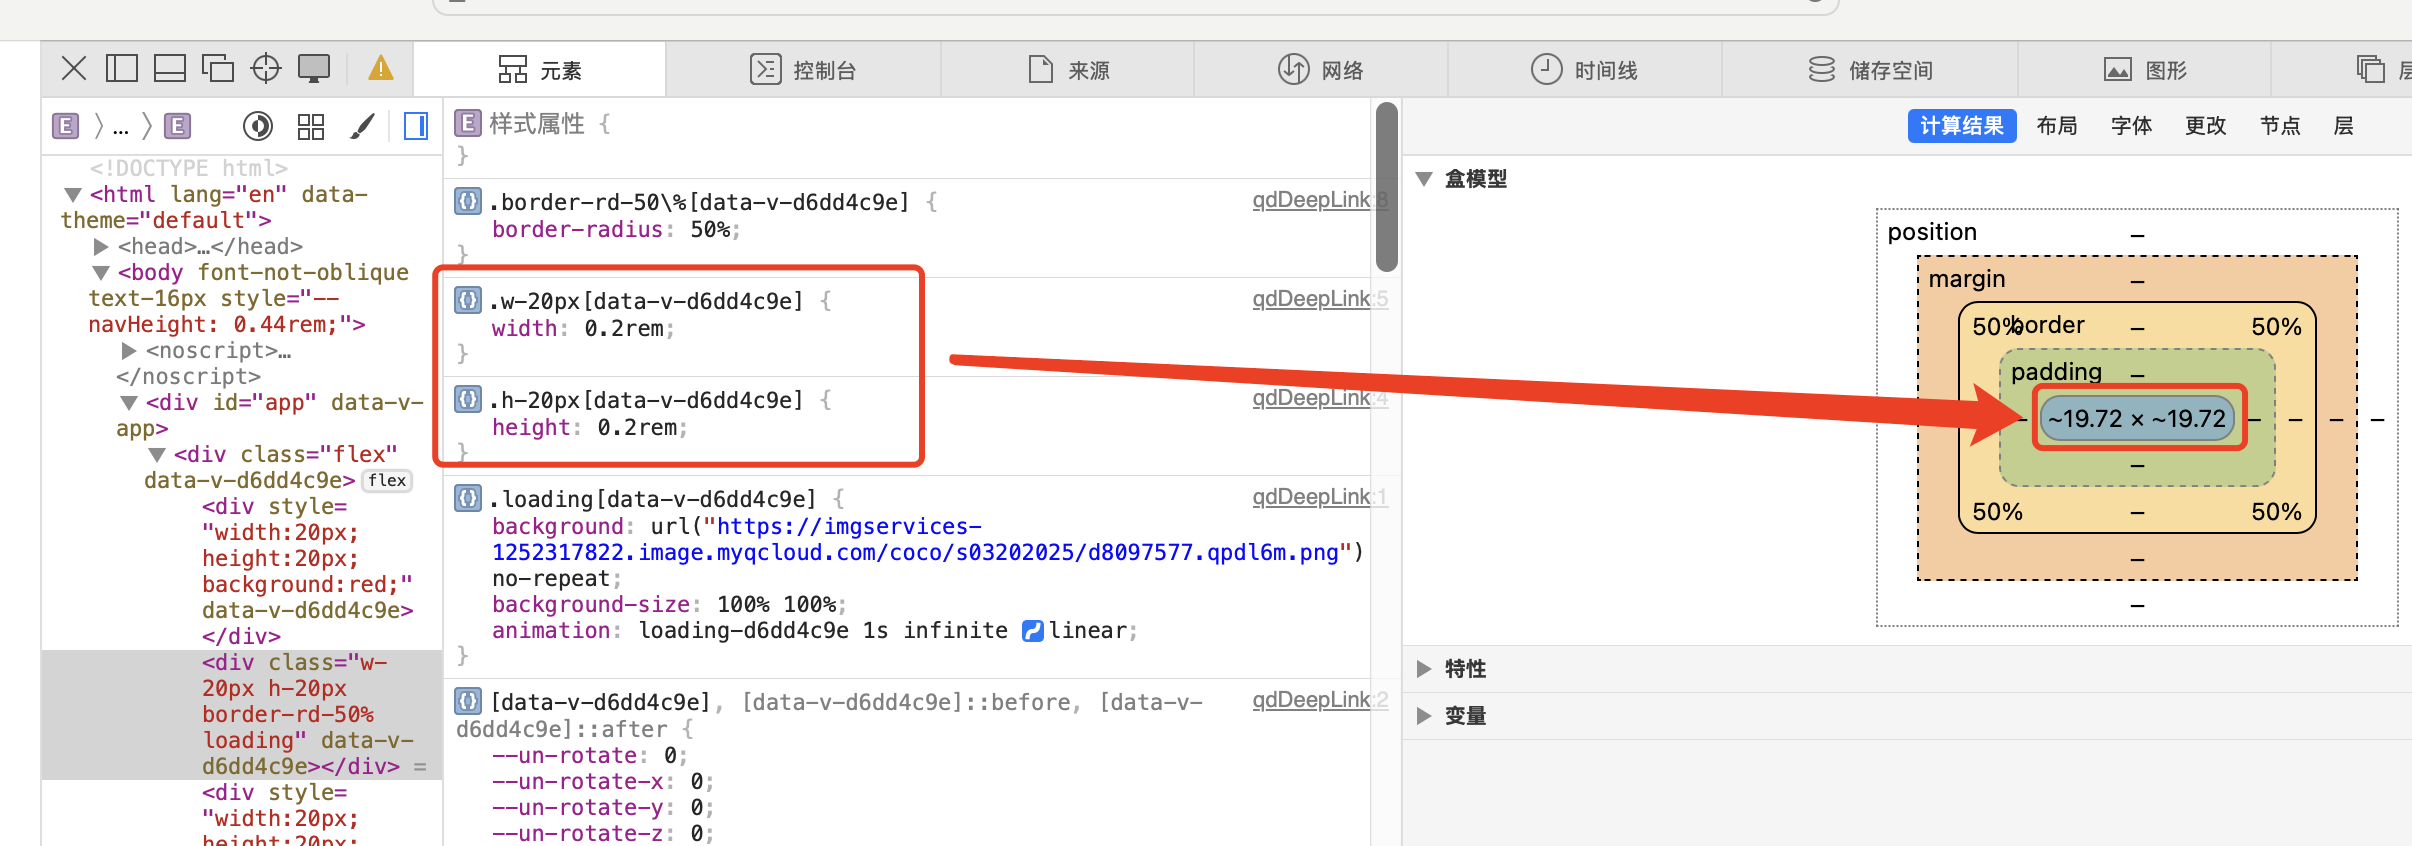 元素
控制台
来源
网络
时间线
储存空间
图形
E 〉 … 〉 E
<!DOCTYPE html>
<html lang="en" data-
theme="default">
<head>…</head>
<body font-not-oblique
text-16px style="--
navHeight: 0.44rem;">
<noscript>…
</noscript>
<div id="app" data-v-
app>
<div class="flex"
data-v-d6dd4c9e> flex
<div style=
"width:20px;
height:20px;
background:red;"
data-v-d6dd4c9e>
</div>
<div class="w-
20px h-20px
border-rd-50%
loading" data-v-
d6dd4c9e></div> =
<div style=
"width:20px;
height:20px;
E 样式属性 {
}
.border-rd-50\%[data-v-d6dd4c9e] { qdDeepLink:8
border-radius: 50%;
}
.w-20px[data-v-d6dd4c9e] { qdDeepLink:5
width: 0.2rem;
}
.h-20px[data-v-d6dd4c9e] { qdDeepLink:4
height: 0.2rem;
}
.loading[data-v-d6dd4c9e] { qdDeepLink:1
background: url("https://imgservices-
1252317822.image.myqcloud.com/coco/s03202025/d8097577.qpdl6m.png")
no-repeat;
background-size: 100% 100%;
animation: loading-d6dd4c9e 1s infinite linear;
}
[data-v-d6dd4c9e], [data-v-d6dd4c9e]::before, [data-v- qdDeepLink:2
d6dd4c9e]::after {
--un-rotate: 0;
--un-rotate-x: 0;
--un-rotate-y: 0;
--un-rotate-z: 0;
计算结果 布局 字体 更改 节点 层
盒模型
position –
margin –
50% border – 50%
padding –
– ~19.72 × ~19.72 – – – –
–
50% – 50%
–
–
特性
变量